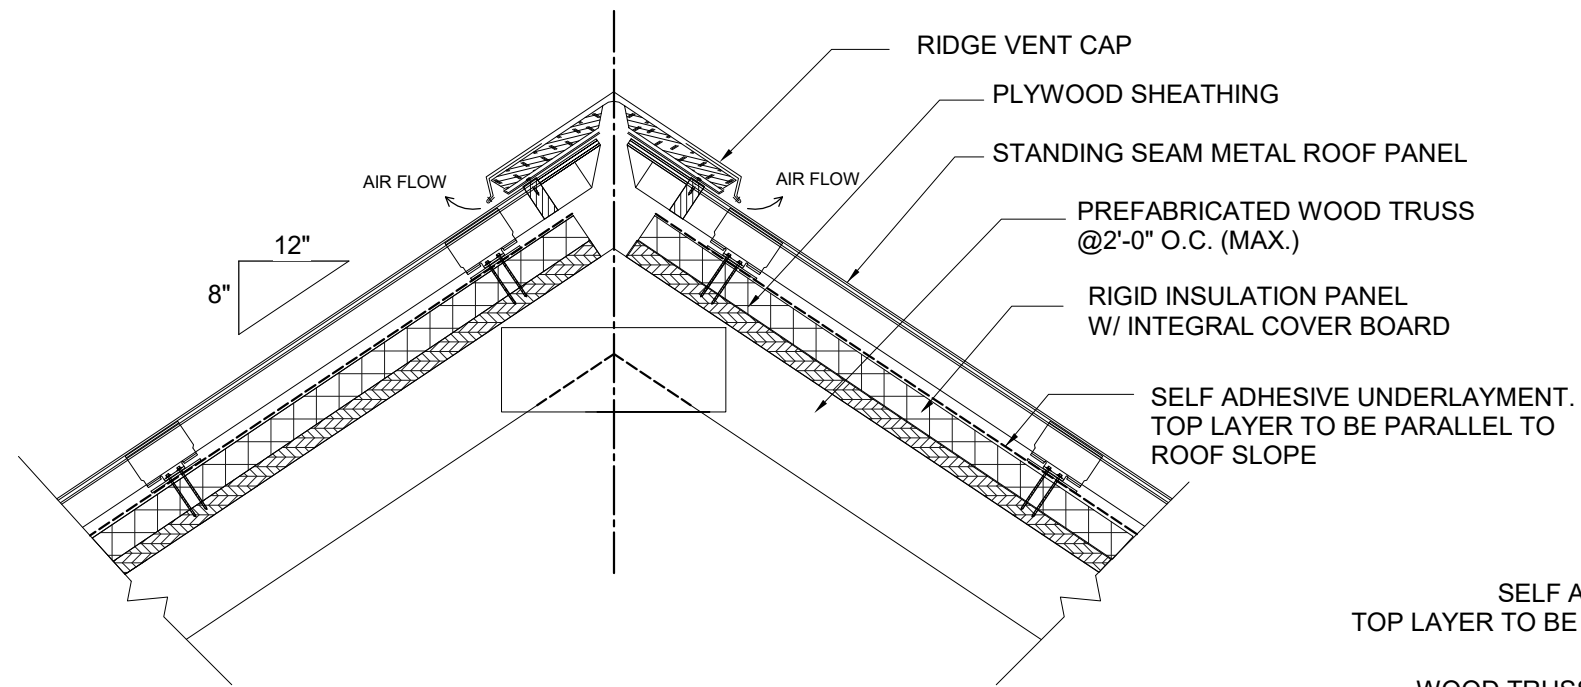 RIDGE VENT CAP
PLYWOOD SHEATHING
STANDING SEAM METAL ROOF PANEL
AIR FLOW
AIR FLOW
PREFABRICATED WOOD TRUSS
@2'-0" O.C. (MAX.)
12"
8"
RIGID INSULATION PANEL
W/ INTEGRAL COVER BOARD
SELF ADHESIVE UNDERLAYMENT.
TOP LAYER TO BE PARALLEL TO
ROOF SLOPE
SELF A
TOP LAYER TO BE
WOOD TRUSS